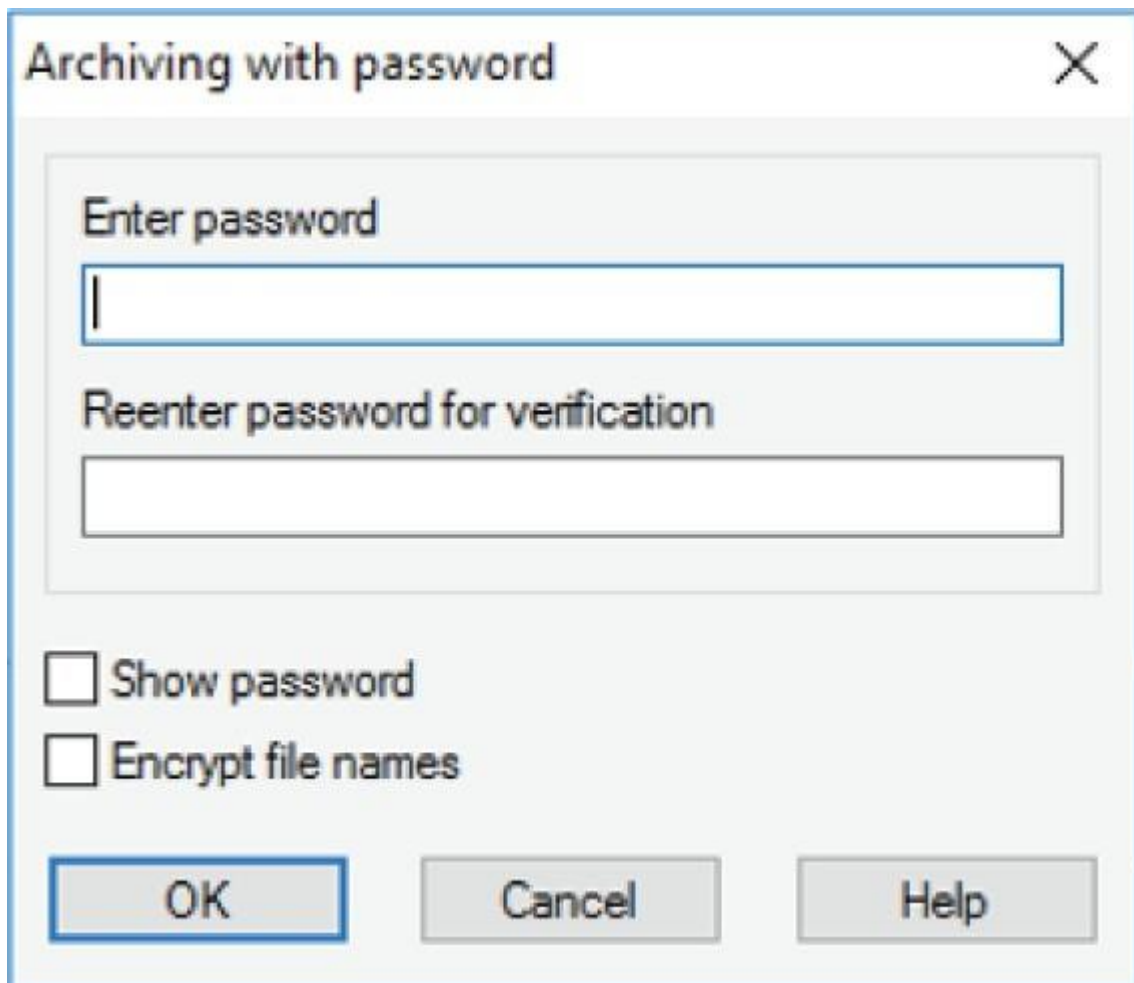 Archiving with password
Enter password
Reenter password for verification
Show password
Encrypt file names
OK Cancel Help